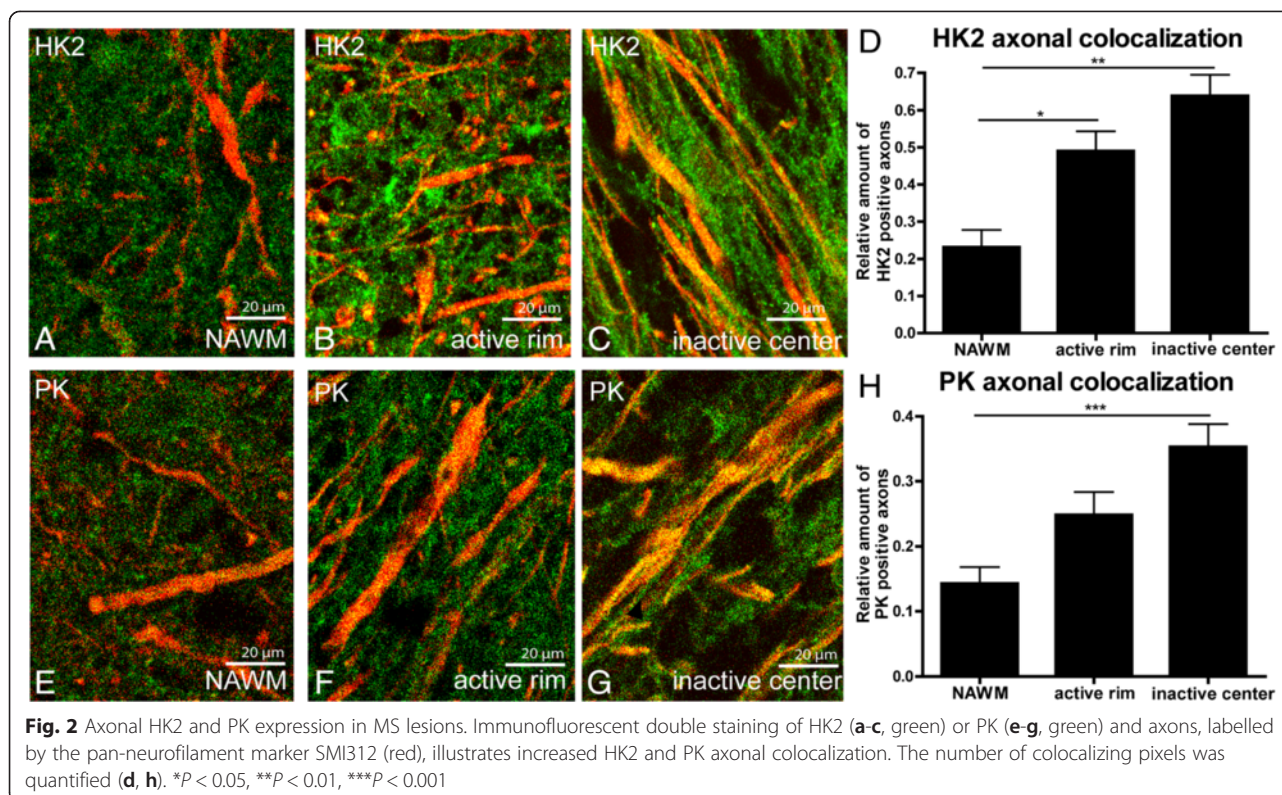 HK2
20 µm
A
NAWM
HK2
20 µm
B
active rim
HK2
20 µm
C
inactive center
D
HK2 axonal colocalization
Relative amount of
HK2 positive axons
0.7
0.6
0.5
0.4
0.3
0.2
0.1
0.0
**
*
NAWM active rim inactive center
PK
20 µm
E
NAWM
PK
20 µm
F
active rim
PK
20 µm
G
inactive center
H
PK axonal colocalization
Relative amount of
PK positive axons
0.4
0.3
0.2
0.1
0.0
***
NAWM active rim inactive center
Fig. 2 Axonal HK2 and PK expression in MS lesions. Immunofluorescent double staining of HK2 (a-c, green) or PK (e-g, green) and axons, labelled
by the pan-neurofilament marker SMI312 (red), illustrates increased HK2 and PK axonal colocalization. The number of colocalizing pixels was
quantified (d, h). *P < 0.05, **P < 0.01, ***P < 0.001